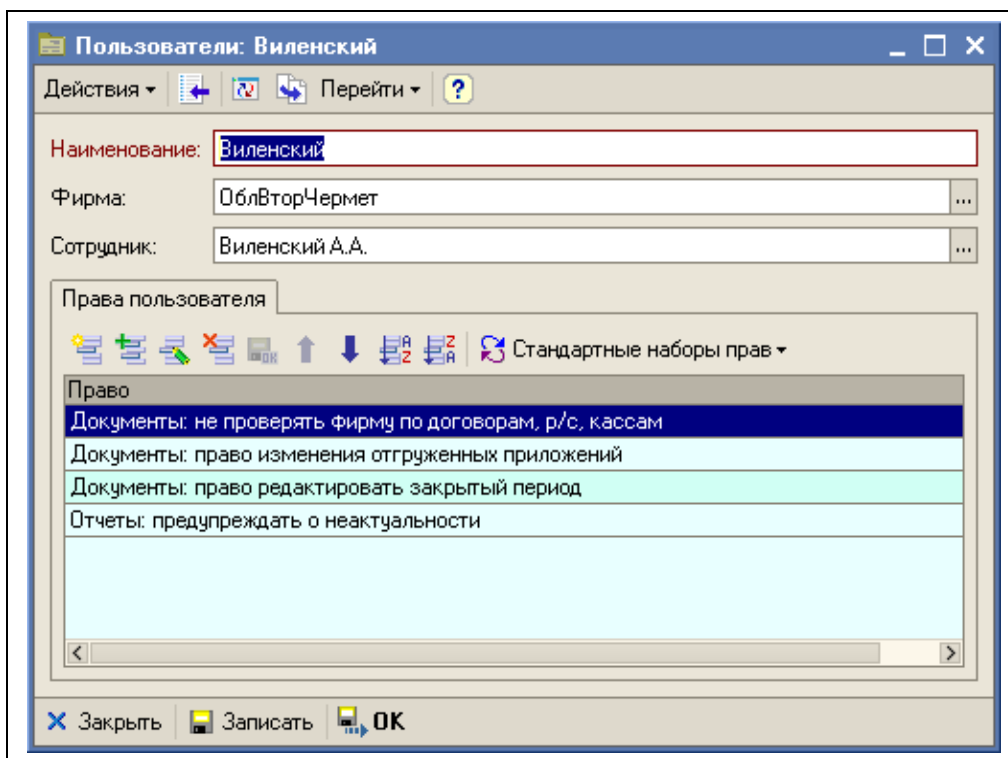 Пользователи: Виленский
Действия Перейти ?
Наименование: Виленский
Фирма: ОблВторЧермет ...
Сотрудник: Виленский А.А. ...
Права пользователя
Стандартные наборы прав
Право
Документы: не проверять фирму по договорам, р/с, кассам
Документы: право изменения отгруженных приложений
Документы: право редактировать закрытый период
Отчеты: предупреждать о неактуальности
Закрыть Записать OK